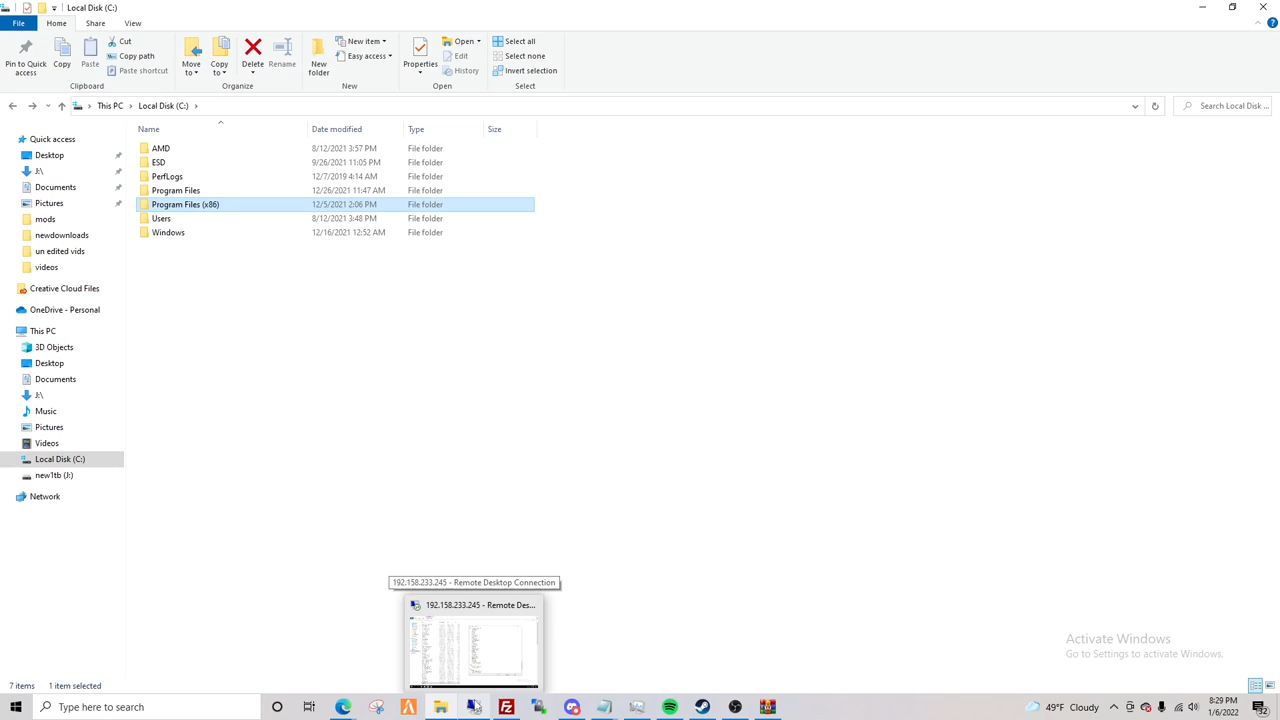 Local Disk (C:)
File
Home
Share
View
Pin to Quick access
Copy
Paste
Cut
Copy path
Paste shortcut
Clipboard
Move to
Copy to
Delete
Rename
Organize
New folder
New item
Easy access
New
Properties
Open
Edit
History
Open
Select all
Select none
Invert selection
Select
This PC
Local Disk (C:)
Search Local Disk ...
Name
Date modified
Type
Size
AMD 8/12/2021 3:57 PM File folder
ESD 9/26/2021 11:05 PM File folder
PerfLogs 12/7/2019 4:14 AM File folder
Program Files 12/26/2021 11:47 AM File folder
Program Files (x86) 12/5/2021 2:06 PM File folder
Users 8/12/2021 3:48 PM File folder
Windows 12/16/2021 12:52 AM File folder
Quick access
Desktop
J:\
Documents
Pictures
mods
newdownloads
un edited vids
videos
Creative Cloud Files
OneDrive - Personal
This PC
3D Objects
Desktop
Documents
J:\
Music
Pictures
Videos
Local Disk (C:)
new1tb (J:)
Network
192.158.233.245 - Remote Desktop Connection
192.158.233.245 - Remote Des...
Activate Windows
Go to Settings to activate Windows.
7 items
1 item selected
Type here to search
49°F Cloudy
8:29 PM
1/6/2022
32